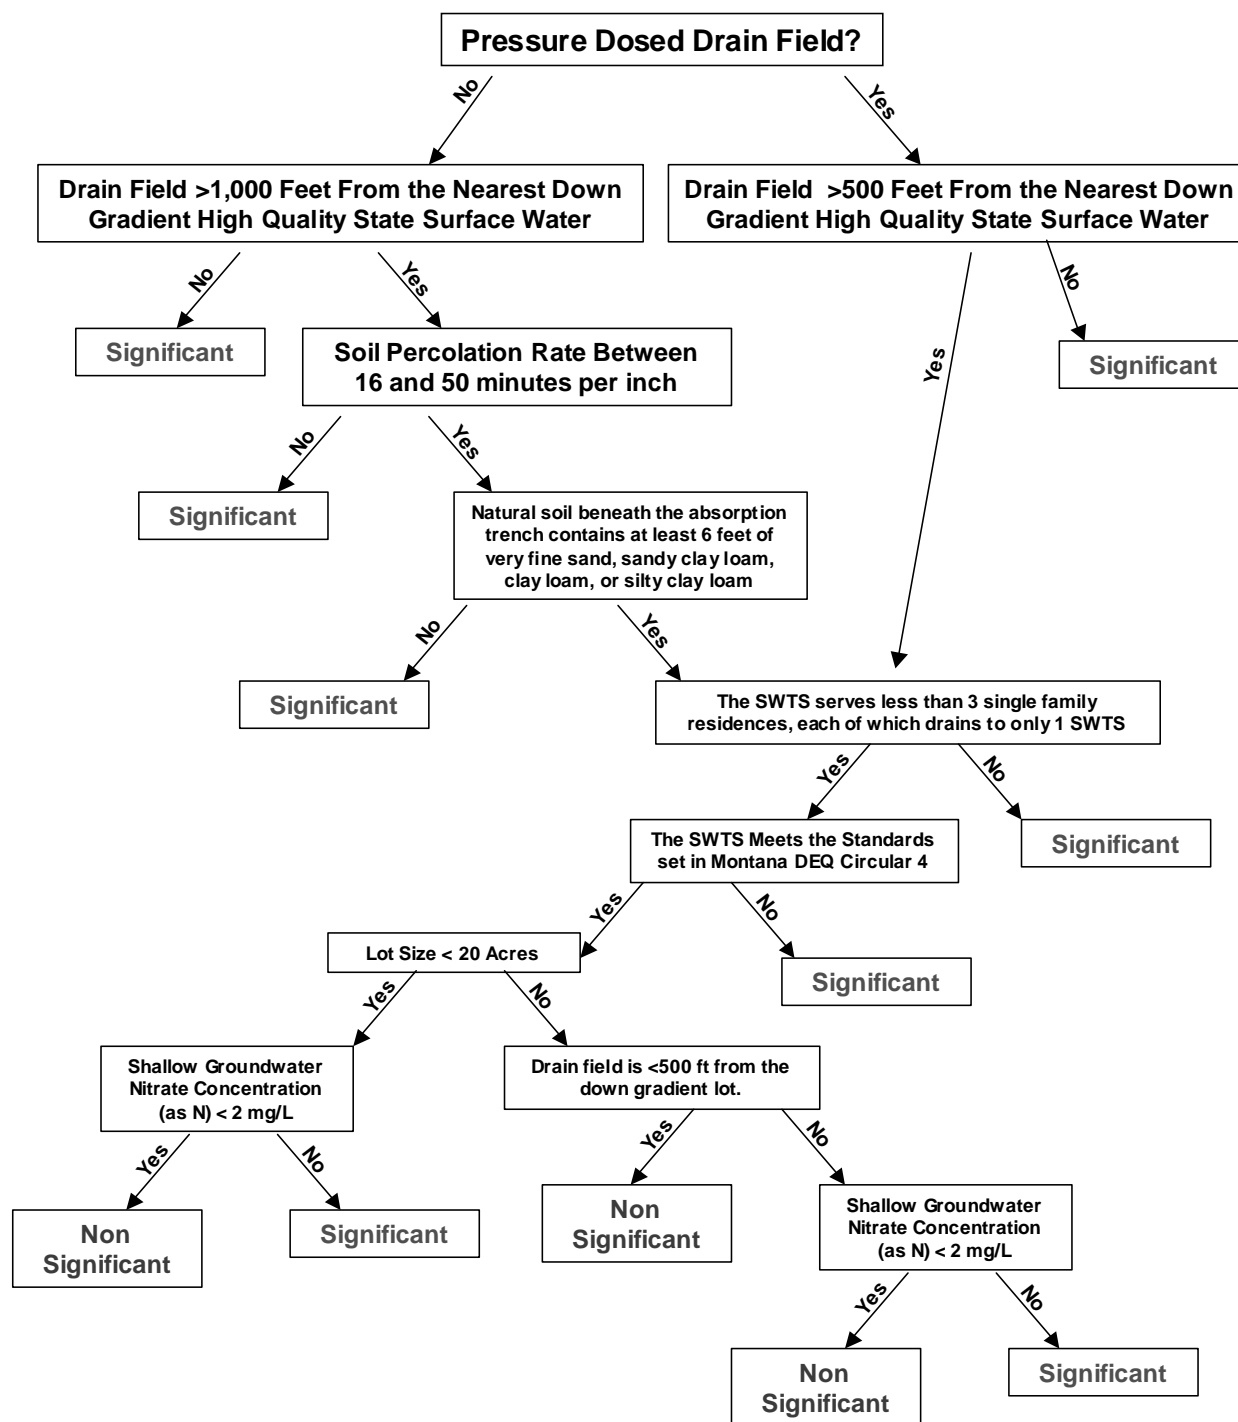 Pressure Dosed Drain Field?
No
Yes
Drain Field >1,000 Feet From the Nearest Down
Gradient High Quality State Surface Water
Drain Field >500 Feet From the Nearest Down
Gradient High Quality State Surface Water
No
Yes
No
Yes
Significant
Soil Percolation Rate Between
16 and 50 minutes per inch
Significant
No
Yes
Significant
Natural soil beneath the absorption
trench contains at least 6 feet of
very fine sand, sandy clay loam,
clay loam, or silty clay loam
No
Yes
Significant
The SWTS serves less than 3 single family
residences, each of which drains to only 1 SWTS
Yes
No
The SWTS Meets the Standards
set in Montana DEQ Circular 4
Significant
Yes
No
Lot Size < 20 Acres
Significant
Yes
No
Shallow Groundwater
Nitrate Concentration
(as N) < 2 mg/L
Drain field is <500 ft from the
down gradient lot.
Yes
No
Yes
No
Non
Significant
Significant
Non
Significant
Shallow Groundwater
Nitrate Concentration
(as N) < 2 mg/L
Yes
No
Non
Significant
Significant